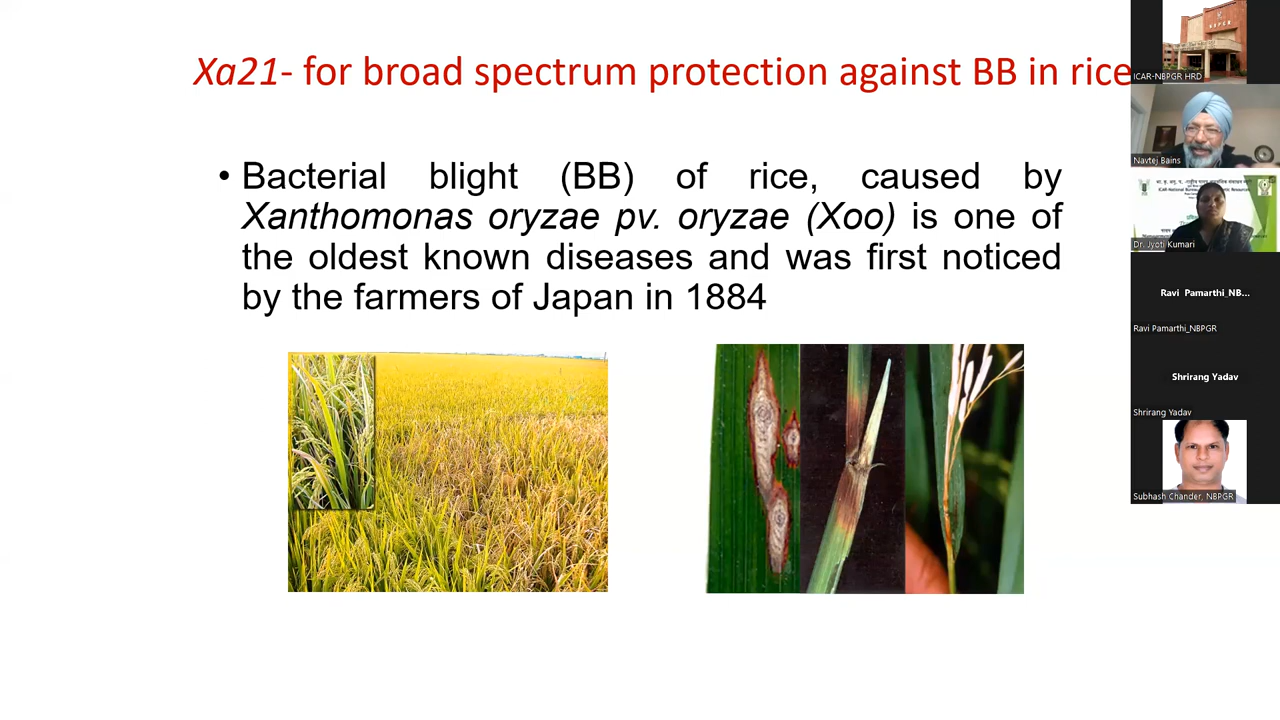 Xa21- for broad spectrum protection against BB in rice
• Bacterial blight (BB) of rice, caused by
Xanthomonas oryzae pv. oryzae (Xoo) is one of
the oldest known diseases and was first noticed
by the farmers of Japan in 1884
NBPGR
ICAR-NBPGR HRD
Navtej Bains
Dr. Jyoti Kumari
Ravi Pamarthi_NB...
Ravi Pamarthi_NBPGR
Shrirang Yadav
Shrirang Yadav
Subhash Chander, NBPGR